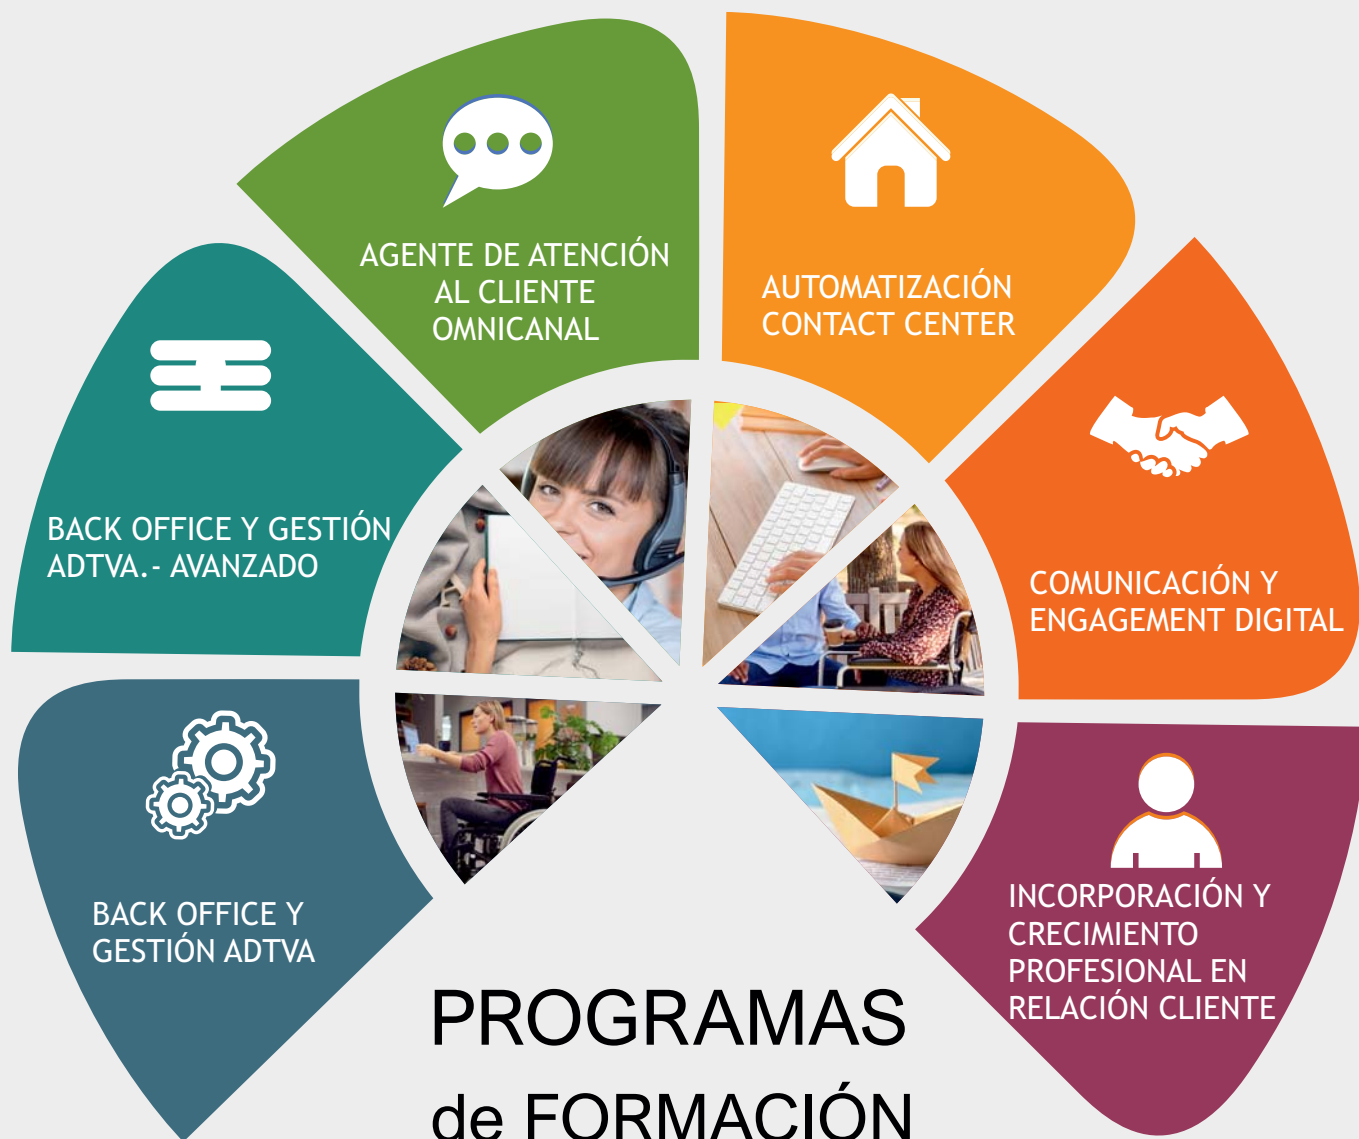 AGENTE DE ATENCIÓN
AL CLIENTE
OMNICANAL
AUTOMATIZACIÓN
CONTACT CENTER
BACK OFFICE Y GESTIÓN
ADTVA.- AVANZADO
COMUNICACIÓN Y
ENGAGEMENT DIGITAL
BACK OFFICE Y
GESTIÓN ADTVA
INCORPORACIÓN Y
CRECIMIENTO
PROFESIONAL EN
RELACIÓN CLIENTE
PROGRAMAS
de FORMACIÓN